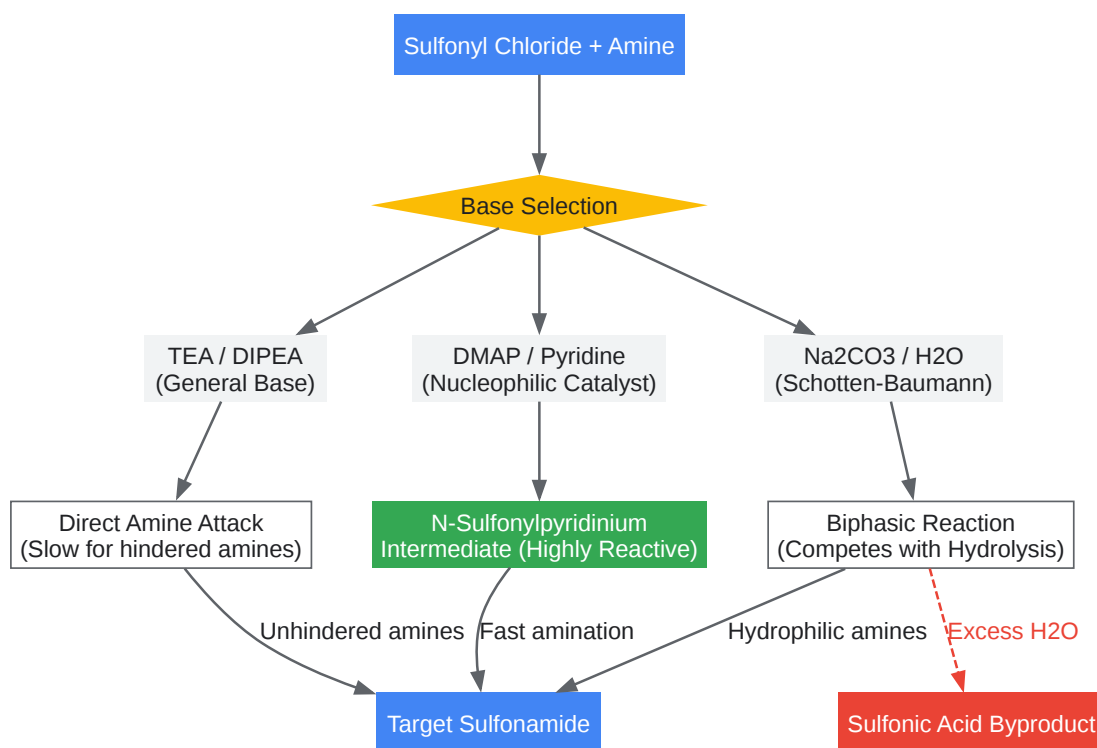 Sulfonyl Chloride + Amine
Base Selection
TEA / DIPEA
(General Base)
DMAP / Pyridine
(Nucleophilic Catalyst)
Na2CO3 / H2O
(Schotten-Baumann)
Direct Amine Attack
(Slow for hindered amines)
N-Sulfonylpyridinium
Intermediate (Highly Reactive)
Biphasic Reaction
(Competes with Hydrolysis)
Unhindered amines
Fast amination
Hydrophilic amines
Excess H2O
Target Sulfonamide
Sulfonic Acid Byproduct